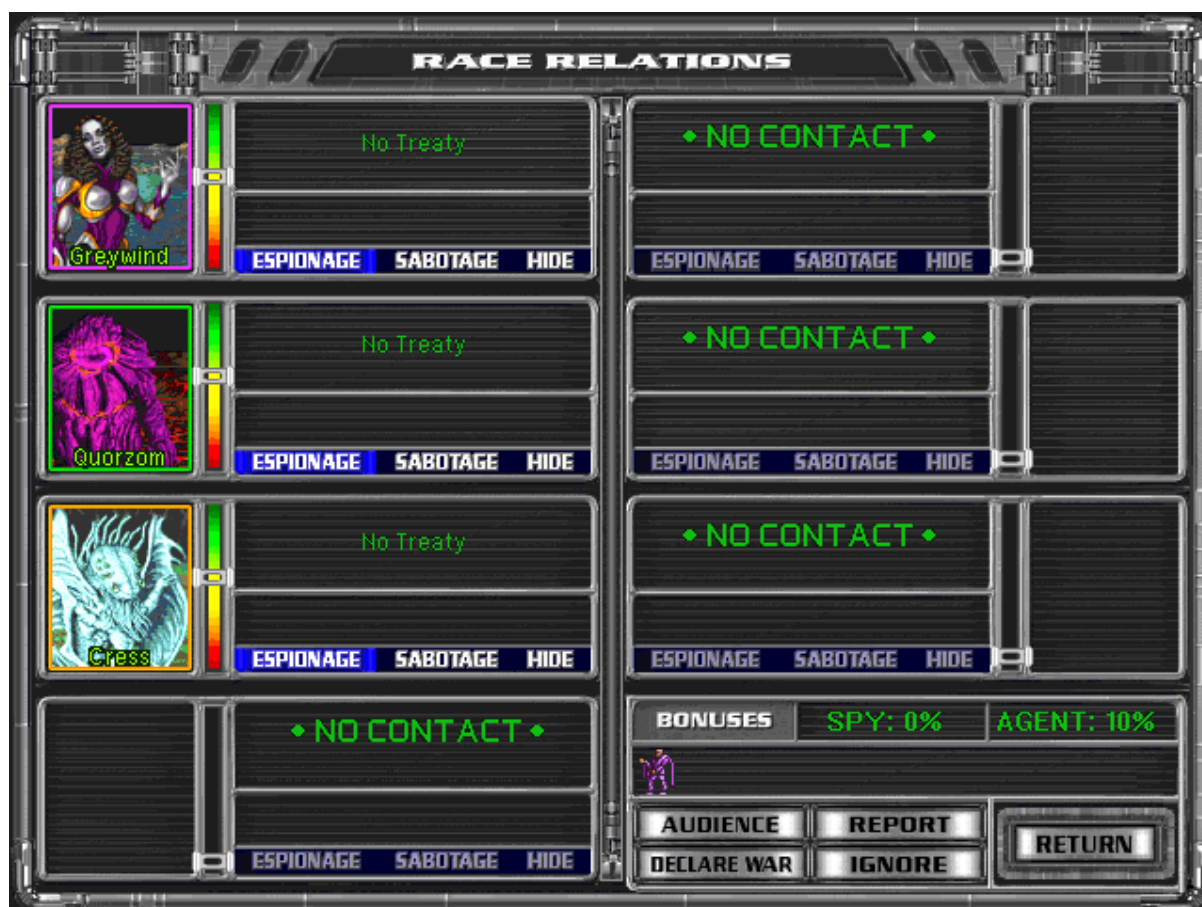 RACE RELATIONS
No Treaty
Greywind
ESPIONAGE SABOTAGE HIDE
No Treaty
Quorzom
ESPIONAGE SABOTAGE HIDE
No Treaty
Cress
ESPIONAGE SABOTAGE HIDE
• NO CONTACT •
ESPIONAGE SABOTAGE HIDE
• NO CONTACT •
ESPIONAGE SABOTAGE HIDE
• NO CONTACT •
ESPIONAGE SABOTAGE HIDE
• NO CONTACT •
ESPIONAGE SABOTAGE HIDE
BONUSES SPY: 0% AGENT: 10%
AUDIENCE REPORT
DECLARE WAR IGNORE
RETURN